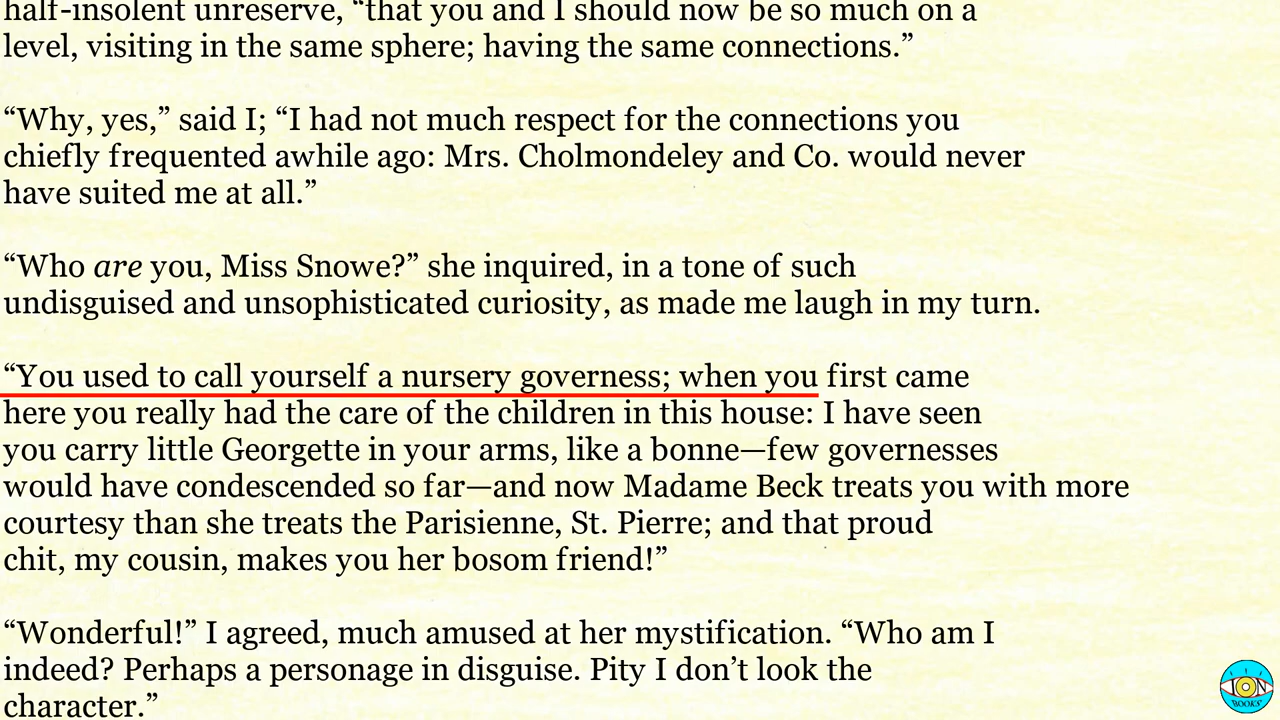 half-insolent unreserve, “that you and I should now be so much on a
level, visiting in the same sphere; having the same connections.”
“Why, yes,” said I; “I had not much respect for the connections you
chiefly frequented awhile ago: Mrs. Cholmondeley and Co. would never
have suited me at all.”
“Who are you, Miss Snowe?” she inquired, in a tone of such
undisguised and unsophisticated curiosity, as made me laugh in my turn.
“You used to call yourself a nursery governess; when you first came
here you really had the care of the children in this house: I have seen
you carry little Georgette in your arms, like a bonne—few governesses
would have condescended so far—and now Madame Beck treats you with more
courtesy than she treats the Parisienne, St. Pierre; and that proud
chit, my cousin, makes you her bosom friend!”
“Wonderful!” I agreed, much amused at her mystification. “Who am I
indeed? Perhaps a personage in disguise. Pity I don’t look the
character.”
ION
BOOKS